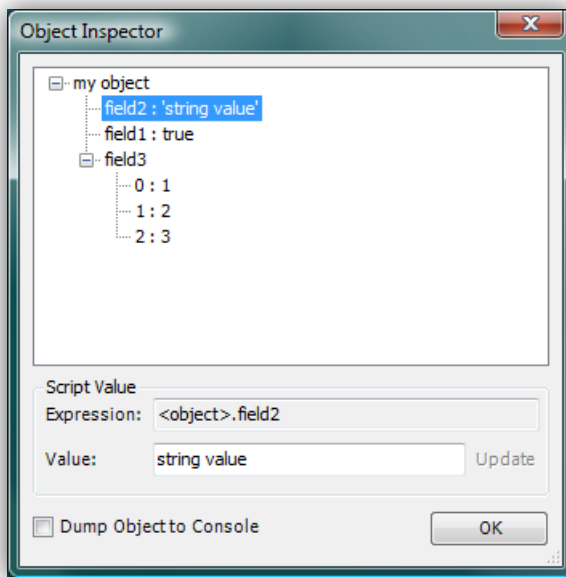 Object Inspector
my object
field2 : 'string value'
field1 : true
field3
0 : 1
1 : 2
2 : 3
Script Value
Expression: <object>.field2
Value: string value Update
Dump Object to Console OK